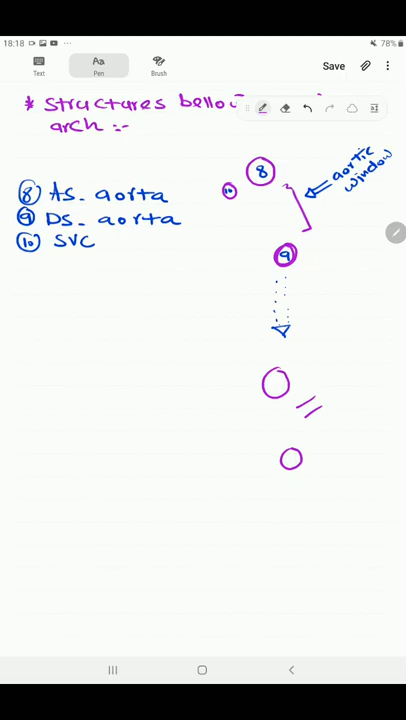 18:18
78%
Text
Pen
Brush
Save
* structures bellow
arch :-
8 As. aorta
9 Ds. aorta
10 SVC
8
10
aortic
window
9